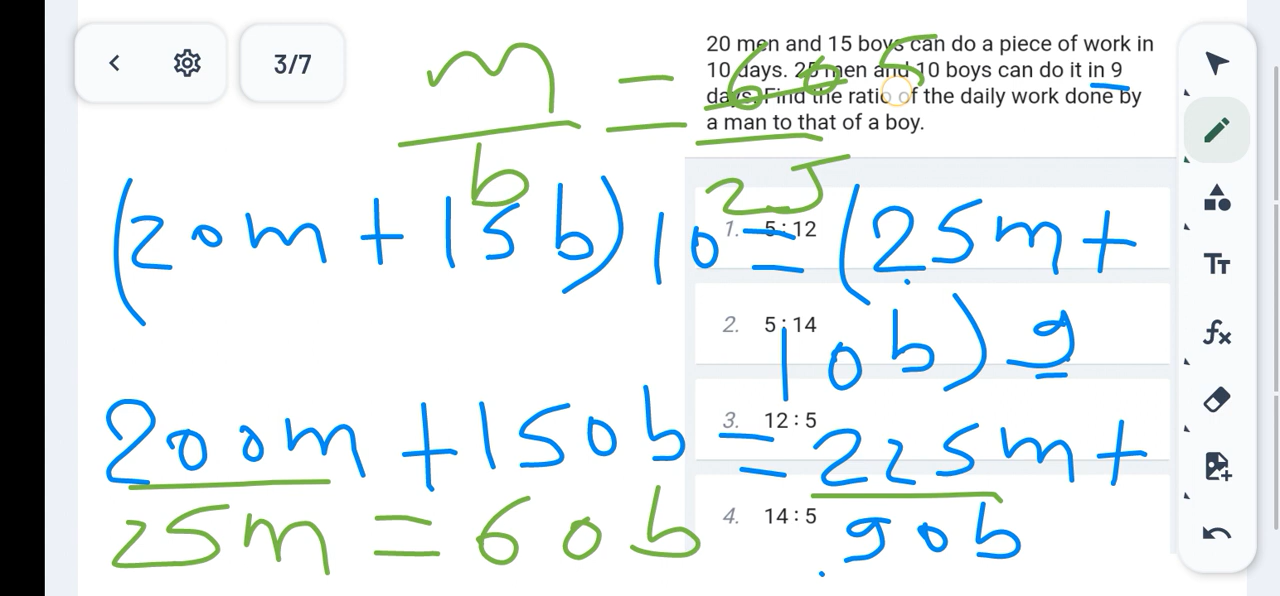 3/7
20 men and 15 boys can do a piece of work in
10 days. 25 men and 10 boys can do it in 9
days. Find the ratio of the daily work done by
a man to that of a boy.
m/b = 60/25
5
(20m + 15b) 10 = (25m +
10b) 9
200m + 150b = 225m +
90b
25m = 60b
1. 5 : 12
2. 5 : 14
3. 12 : 5
4. 14 : 5
Tт
fx